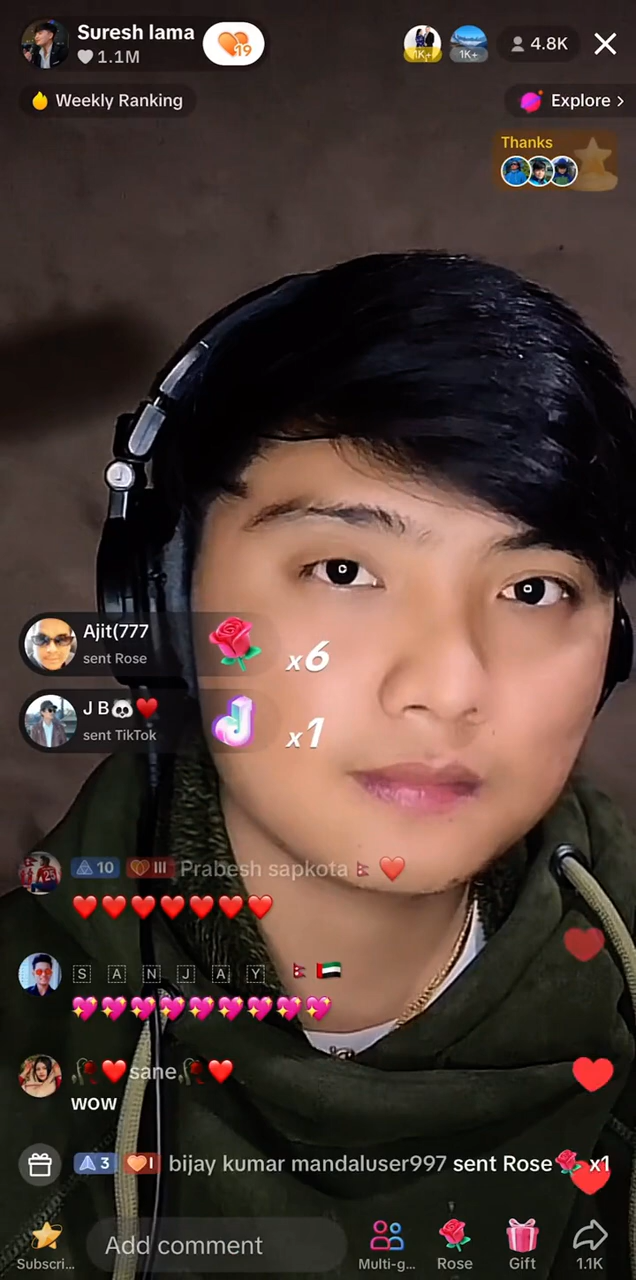 Suresh lama
1.1M
19
1K+
1K+
4.8K
Weekly Ranking
Explore
Thanks
Ajit(777
sent Rose
x6
J B🐼❤️
sent TikTok
x1
10 III Prabesh sapkota 🇳🇵 ❤️
❤️❤️❤️❤️❤️❤️❤️
🅂 🄰 🄽 🄹 🄰 🅈 🇳🇵 🇦🇪
💖💖💖💖💖💖💖💖💖
🥀❤️sane🥀❤️
wow
3 I bijay kumar mandaluser997 sent Rose🌹 x1
Subscri...
Add comment
Multi-g...
Rose
Gift
1.1K